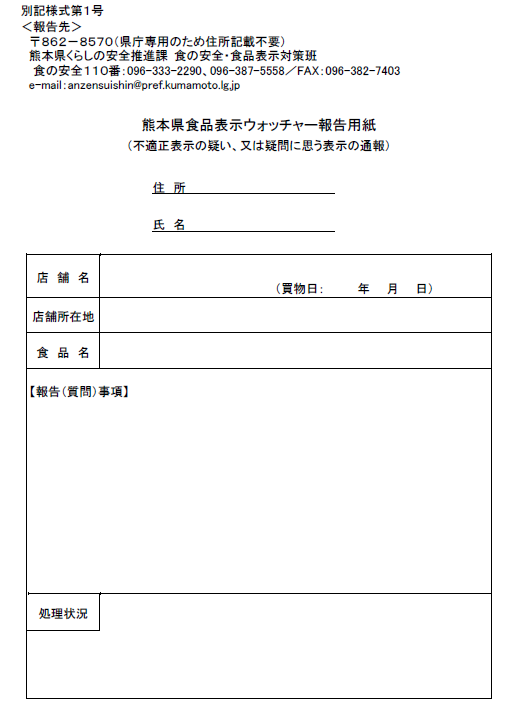 別記様式第1号
＜報告先＞
〒862－8570（県庁専用のため住所記載不要）
熊本県くらしの安全推進課 食の安全・食品表示対策班
食の安全110番：096-333-2290、096-387-5558／FAX：096-382-7403
e-mail：anzensuishin@pref.kumamoto.lg.jp
熊本県食品表示ウォッチャー報告用紙
（不適正表示の疑い、又は疑問に思う表示の通報）
住 所
氏 名
店 舗 名
（買物日： 年 月 日）
店舗所在地
食 品 名
【報告（質問）事項】
処理状況